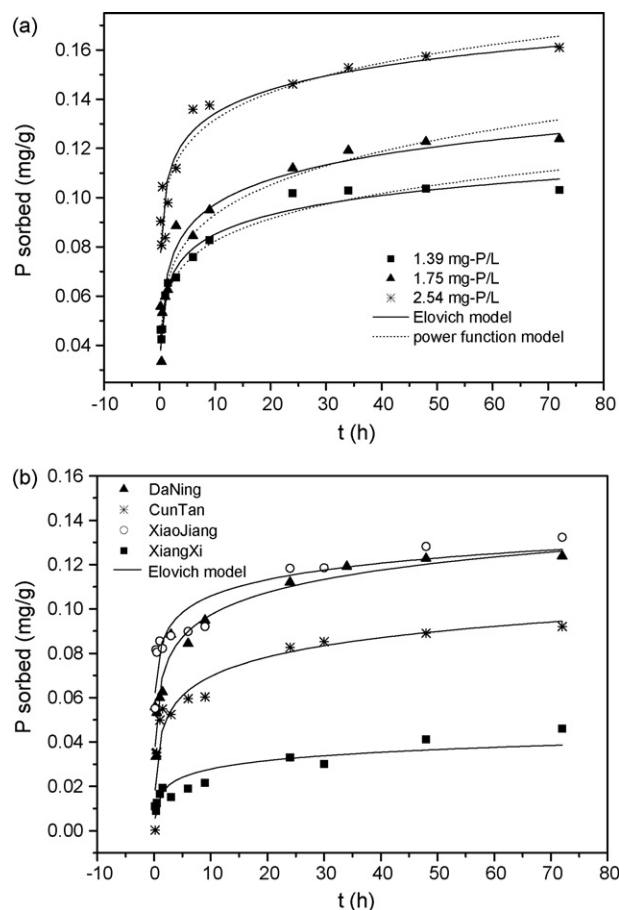 (a)
P sorbed (mg/g)
0.16
0.14
0.12
0.10
0.08
0.06
0.04
1.39 mg-P/L
1.75 mg-P/L
2.54 mg-P/L
Elovich model
power function model
-10 0 10 20 30 40 50 60 70 80
t (h)
(b)
P sorbed (mg/g)
0.16
0.14
0.12
0.10
0.08
0.06
0.04
0.02
0.00
DaNing
CunTan
XiaoJiang
XiangXi
Elovich model
-10 0 10 20 30 40 50 60 70 80
t (h)